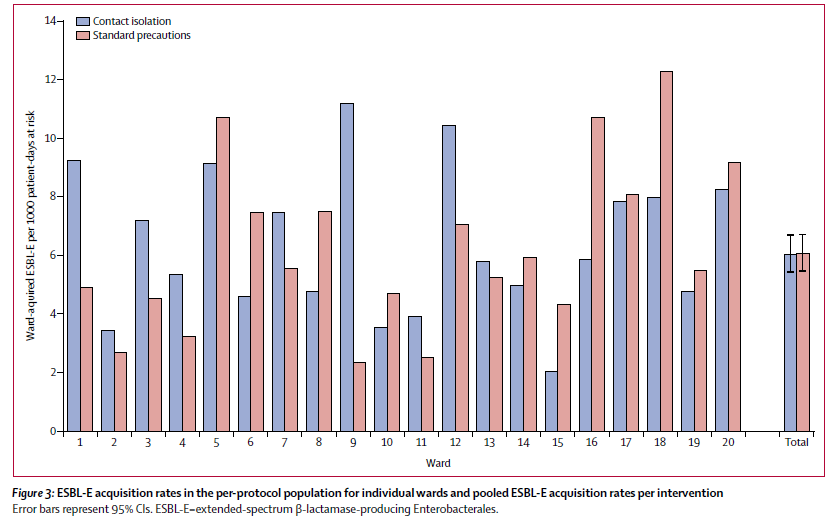 14
Contact isolation
Standard precautions
12
10
8
6
4
2
0
Ward-aquired ESBL-E per 1000 patient-days at risk
1 2 3 4 5 6 7 8 9 10 11 12 13 14 15 16 17 18 19 20 Total
Ward
Figure 3: ESBL-E acquisition rates in the per-protocol population for individual wards and pooled ESBL-E acquisition rates per intervention
Error bars represent 95% CIs. ESBL-E=extended-spectrum β-lactamase-producing Enterobacterales.